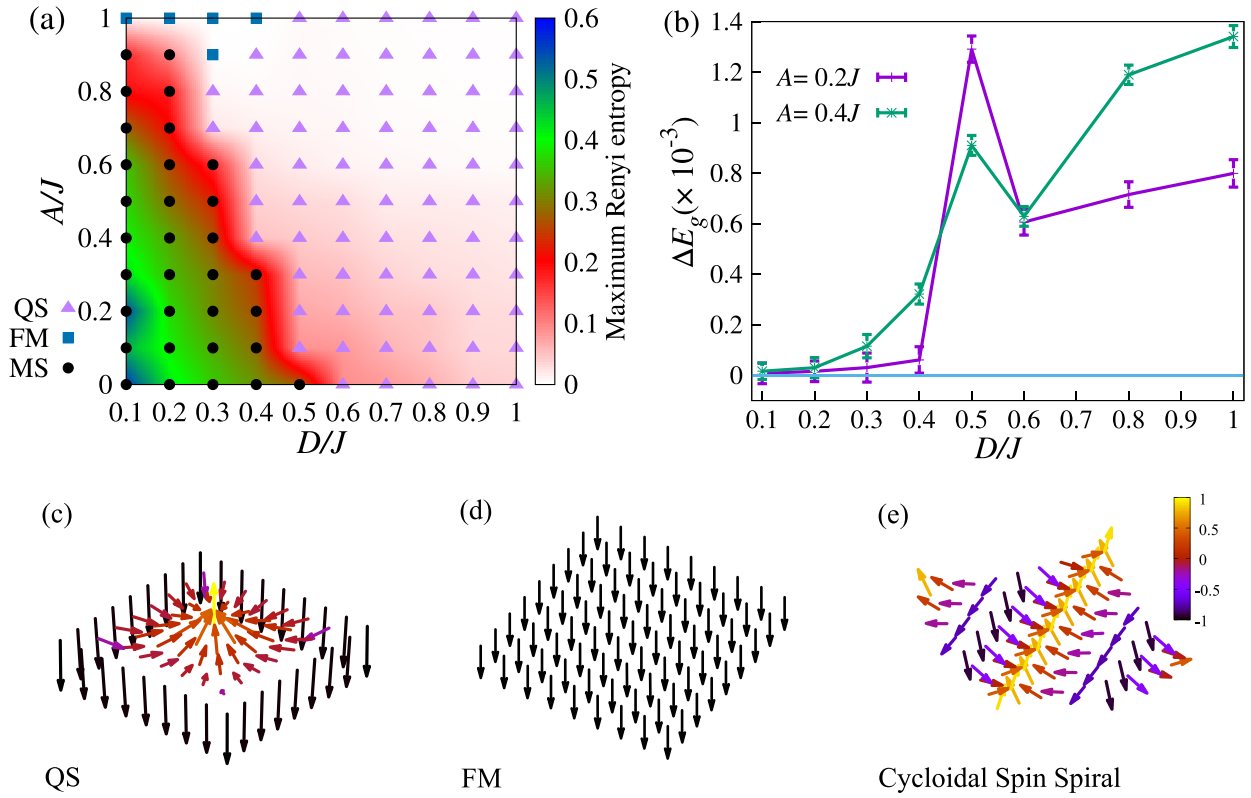 (a)
1
0.8
0.6
0.4
0.2
0
A/J
QS
FM
MS
0.1 0.2 0.3 0.4 0.5 0.6 0.7 0.8 0.9 1
D/J
0.6
0.5
0.4
0.3
0.2
0.1
0
Maximum Renyi entropy
(b)
1.4
1.2
1
0.8
0.6
0.4
0.2
0
ΔE_g(× 10⁻³)
A= 0.2J
A= 0.4J
0.1 0.2 0.3 0.4 0.5 0.6 0.7 0.8 0.9 1
D/J
(c)
QS
(d)
FM
(e)
1
0.5
0
-0.5
-1
Cycloidal Spin Spiral